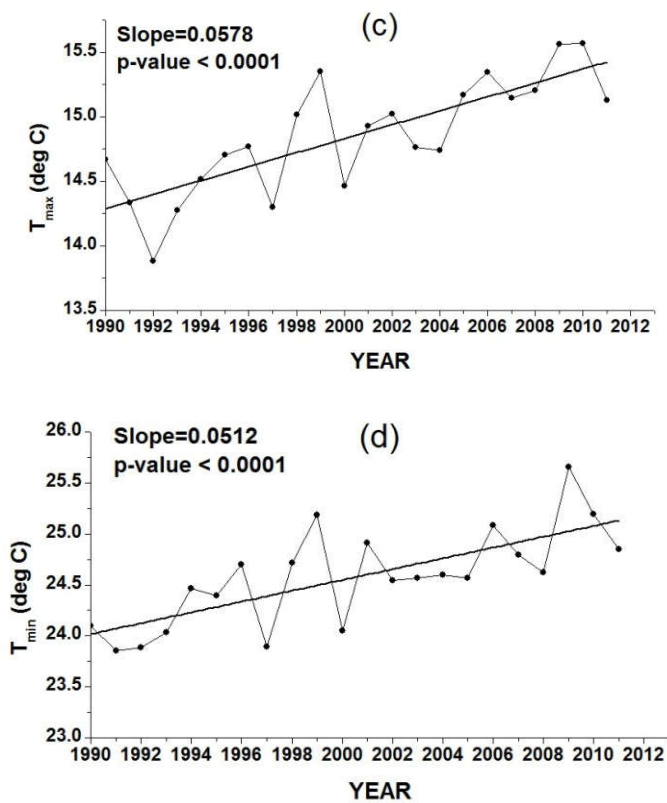 (c)
Slope=0.0578
p-value < 0.0001
15.5
15.0
14.5
14.0
13.5
T_max (deg C)
1990 1992 1994 1996 1998 2000 2002 2004 2006 2008 2010 2012
YEAR
(d)
Slope=0.0512
p-value < 0.0001
26.0
25.5
25.0
24.5
24.0
23.5
23.0
T_min (deg C)
1990 1992 1994 1996 1998 2000 2002 2004 2006 2008 2010 2012
YEAR